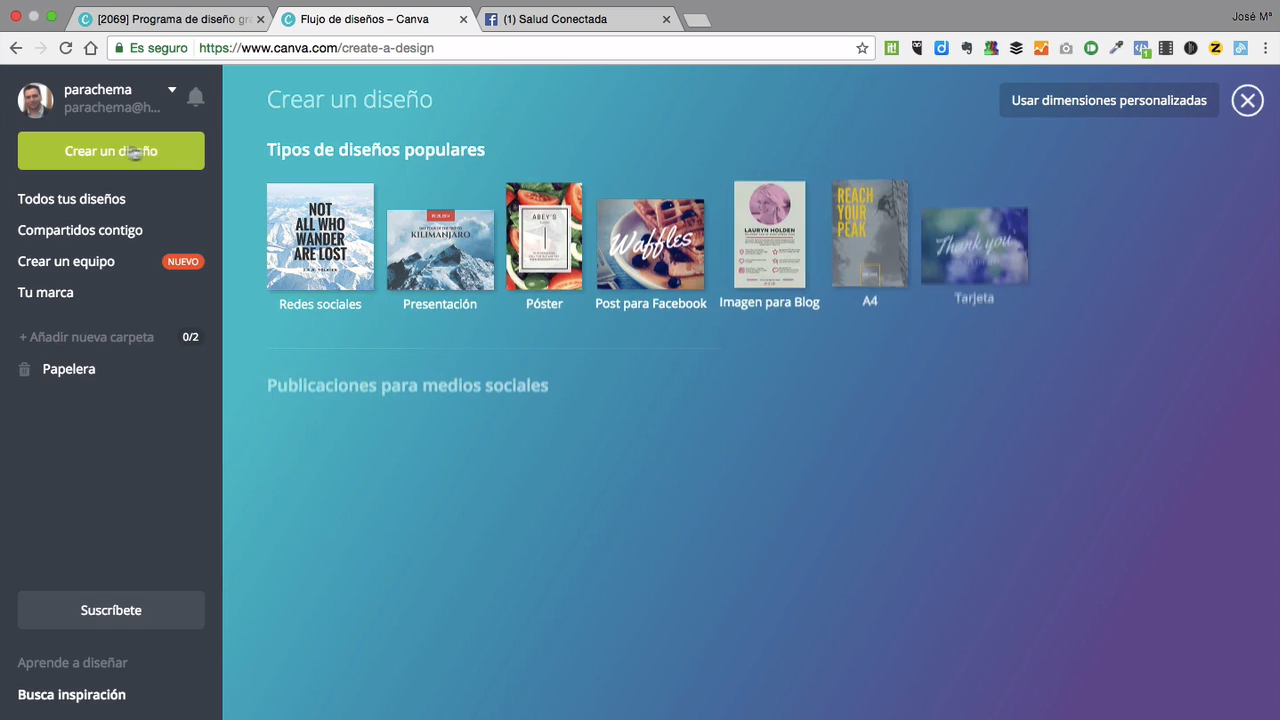 [2069] Programa de diseño gr
Flujo de diseños – Canva
(1) Salud Conectada
José Mª
Es seguro
https://www.canva.com/create-a-design
parachema
parachema@h...
Crear un diseño
Todos tus diseños
Compartidos contigo
Crear un equipo
NUEVO
Tu marca
+ Añadir nueva carpeta
0/2
Papelera
Suscríbete
Aprende a diseñar
Busca inspiración
Crear un diseño
Usar dimensiones personalizadas
Tipos de diseños populares
NOT
ALL WHO
WANDER
ARE LOST
KILIMANJARO
ABEY'S
Waffles
LAURYN HOLDEN
REACH
YOUR
PEAK
Thank you
Redes sociales
Presentación
Póster
Post para Facebook
Imagen para Blog
A4
Tarjeta
Publicaciones para medios sociales